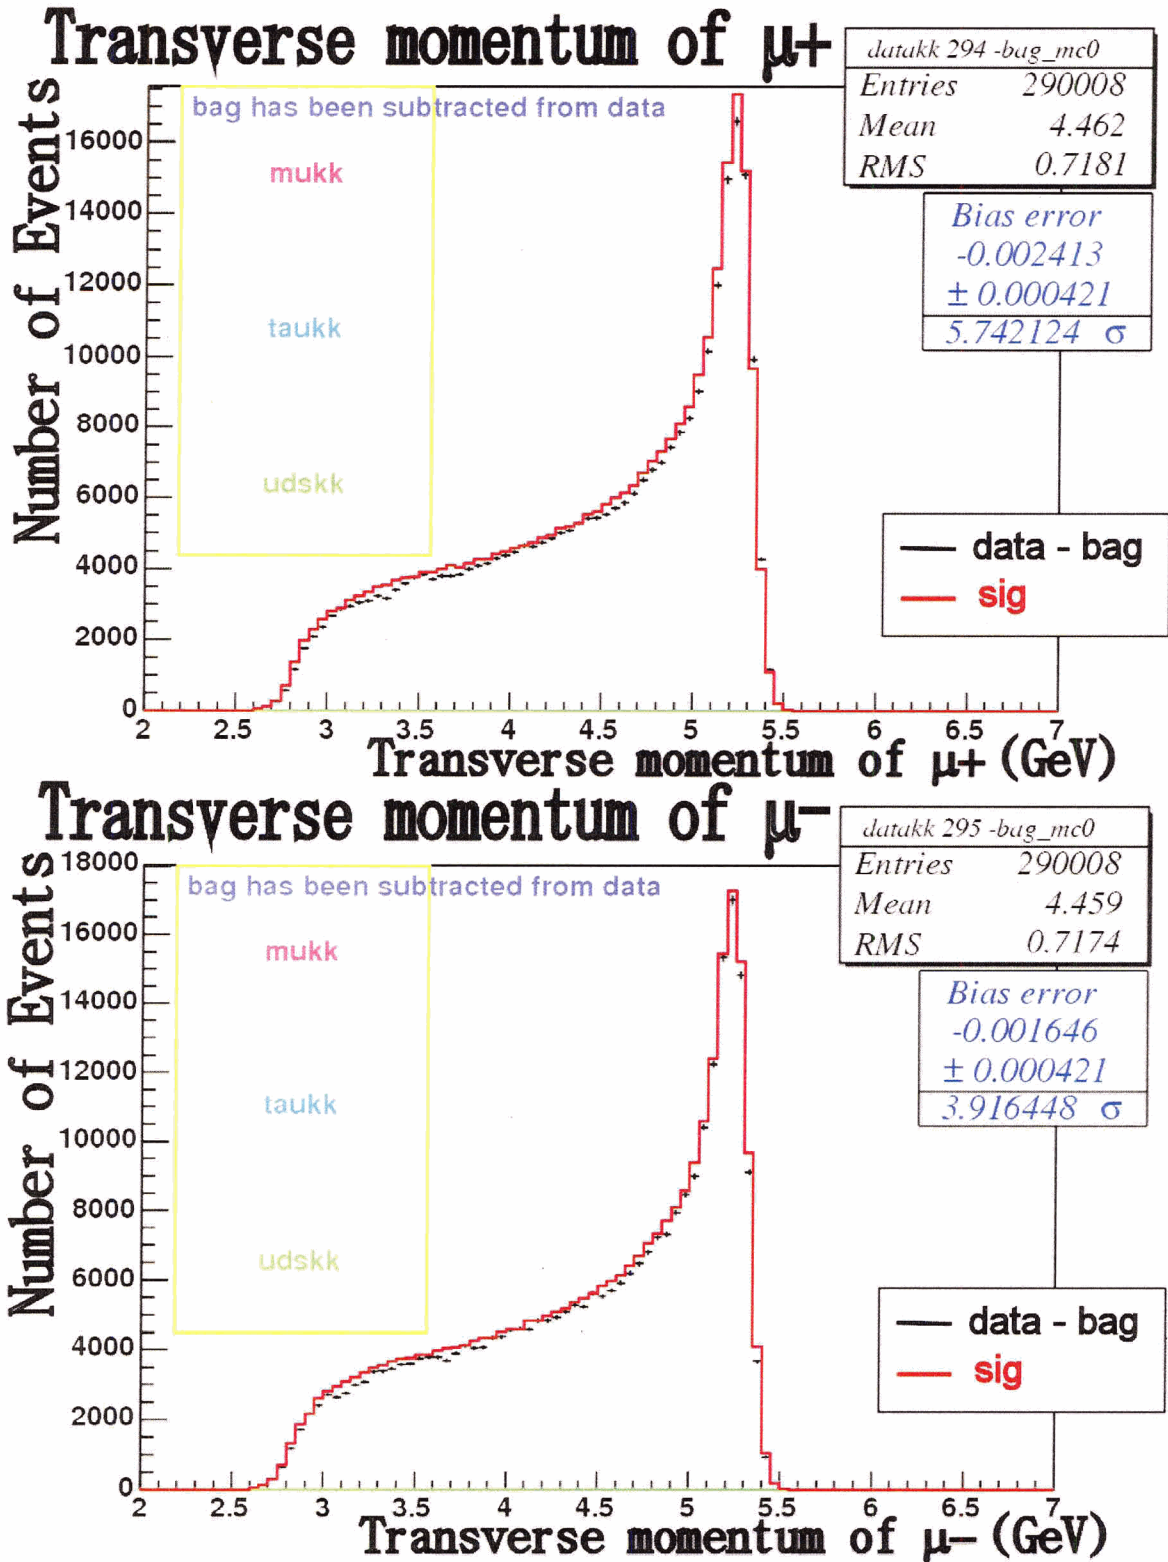 Transverse momentum of μ+
datakk 294 -bag_mc0
Entries 290008
Mean 4.462
RMS 0.7181
Bias error
-0.002413
± 0.000421
5.742124 σ
bag has been subtracted from data
mukk
taukk
udskk
Number of Events
16000
14000
12000
10000
8000
6000
4000
2000
0
data - bag
sig
2 2.5 3 3.5 4 4.5 5 5.5 6 6.5 7
Transverse momentum of μ+ (GeV)
Transverse momentum of μ−
datakk 295 -bag_mc0
Entries 290008
Mean 4.459
RMS 0.7174
Bias error
-0.001646
± 0.000421
3.916448 σ
bag has been subtracted from data
mukk
taukk
udskk
Number of Events
18000
16000
14000
12000
10000
8000
6000
4000
2000
0
data - bag
sig
2 2.5 3 3.5 4 4.5 5 5.5 6 6.5 7
Transverse momentum of μ− (GeV)